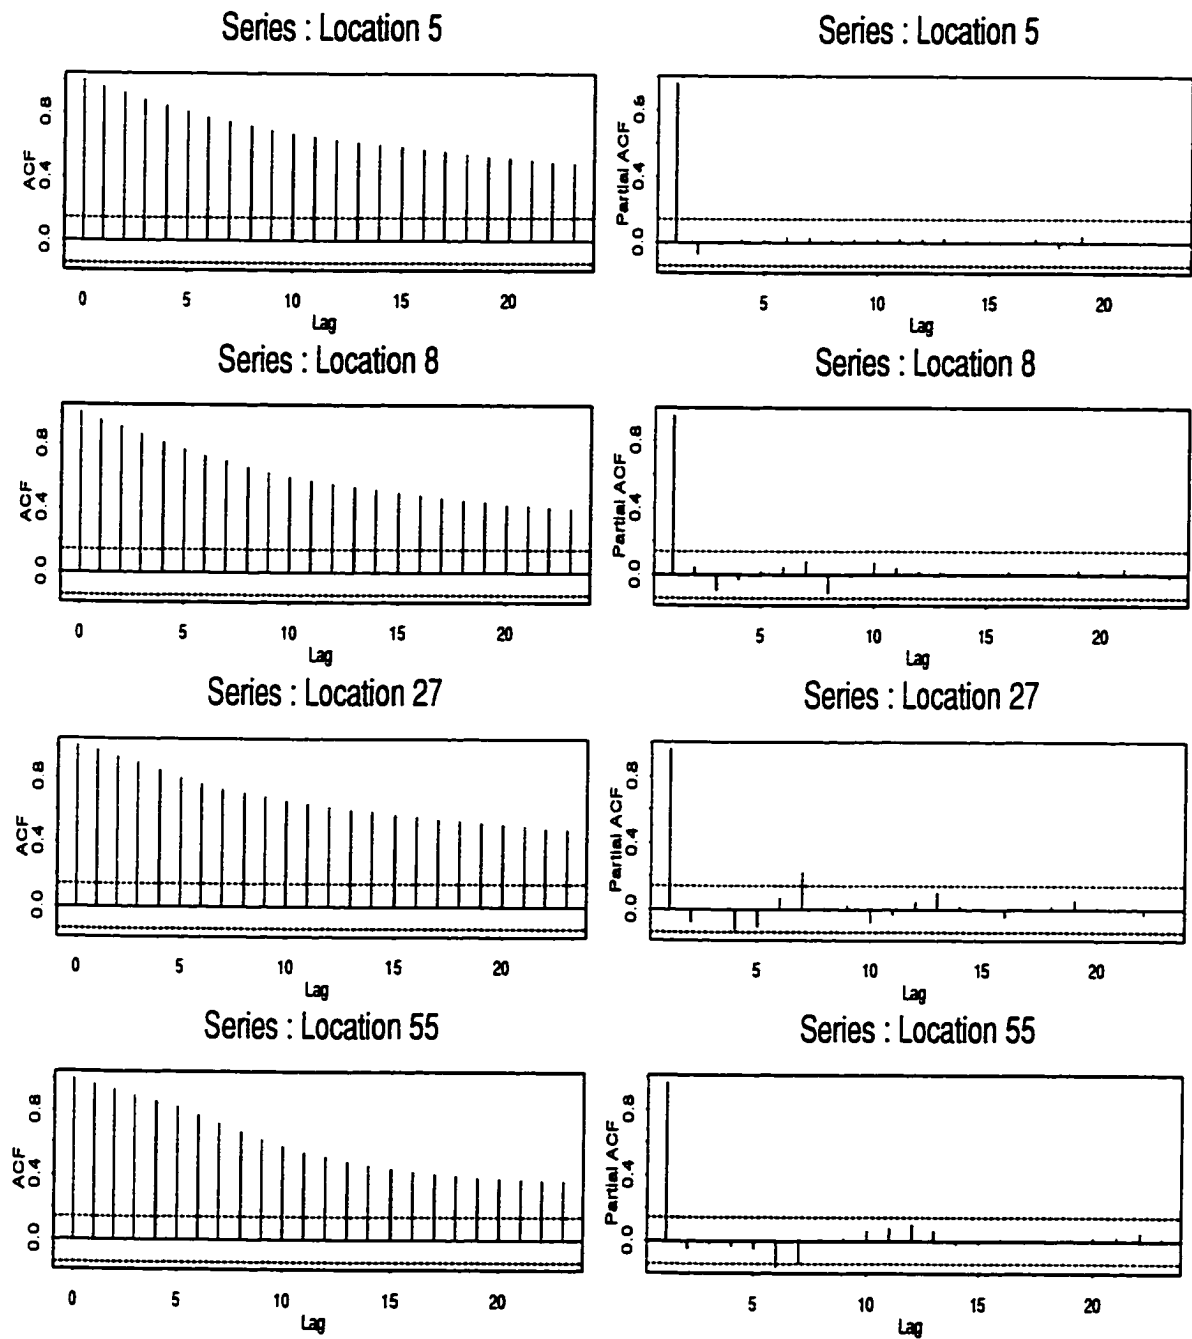 Series : Location 5
Series : Location 5
ACF
0.0 0.4 0.8
0 5 10 15 20
Lag
Partial ACF
0.0 0.4 0.8
5 10 15 20
Lag
Series : Location 8
Series : Location 8
ACF
0.0 0.4 0.8
0 5 10 15 20
Lag
Partial ACF
0.0 0.4 0.8
5 10 15 20
Lag
Series : Location 27
Series : Location 27
ACF
0.0 0.4 0.8
0 5 10 15 20
Lag
Partial ACF
0.0 0.4 0.8
5 10 15 20
Lag
Series : Location 55
Series : Location 55
ACF
0.0 0.4 0.8
0 5 10 15 20
Lag
Partial ACF
0.0 0.4 0.8
5 10 15 20
Lag